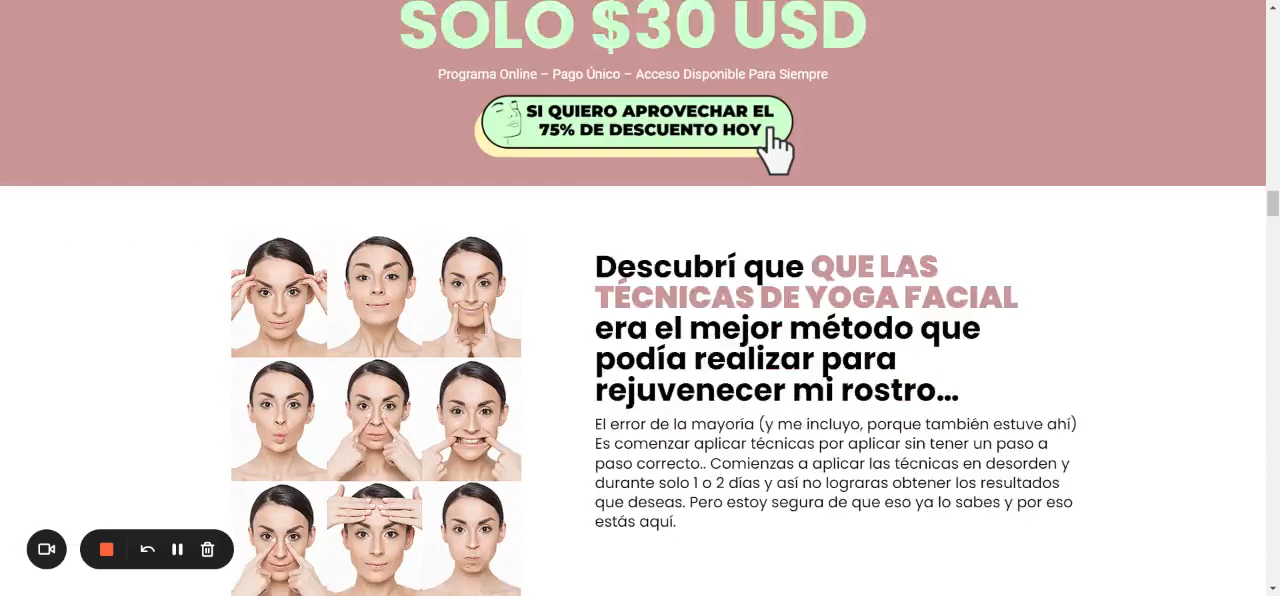 SOLO $30 USD
Programa Online – Pago Único – Acceso Disponible Para Siempre
SI QUIERO APROVECHAR EL
75% DE DESCUENTO HOY
Descubrí que QUE LAS
TÉCNICAS DE YOGA FACIAL
era el mejor método que
podía realizar para
rejuvenecer mi rostro...
El error de la mayoría (y me incluyo, porque también estuve ahí)
Es comenzar aplicar técnicas por aplicar sin tener un paso a
paso correcto.. Comienzas a aplicar las técnicas en desorden y
durante solo 1 o 2 días y así no lograras obtener los resultados
que deseas. Pero estoy segura de que eso ya lo sabes y por eso
estás aquí.